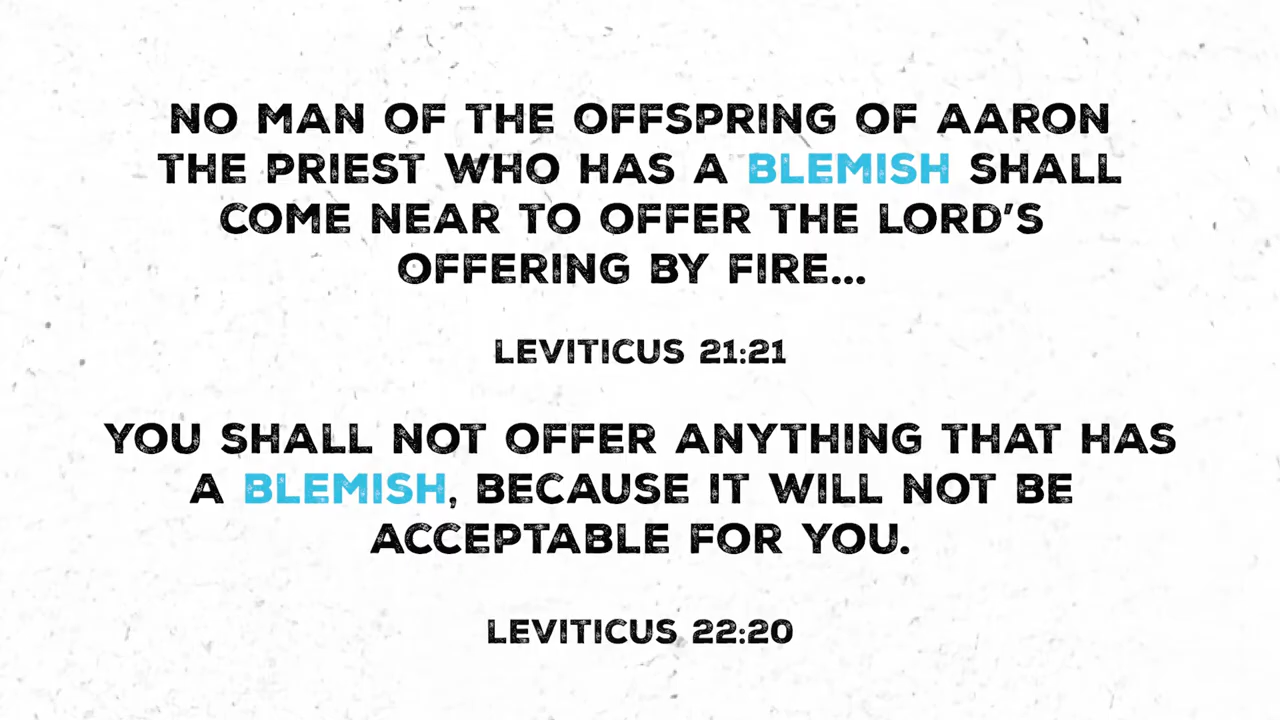 NO MAN OF THE OFFSPRING OF AARON
THE PRIEST WHO HAS A BLEMISH SHALL
COME NEAR TO OFFER THE LORD'S
OFFERING BY FIRE...
LEVITICUS 21:21
YOU SHALL NOT OFFER ANYTHING THAT HAS
A BLEMISH, BECAUSE IT WILL NOT BE
ACCEPTABLE FOR YOU.
LEVITICUS 22:20